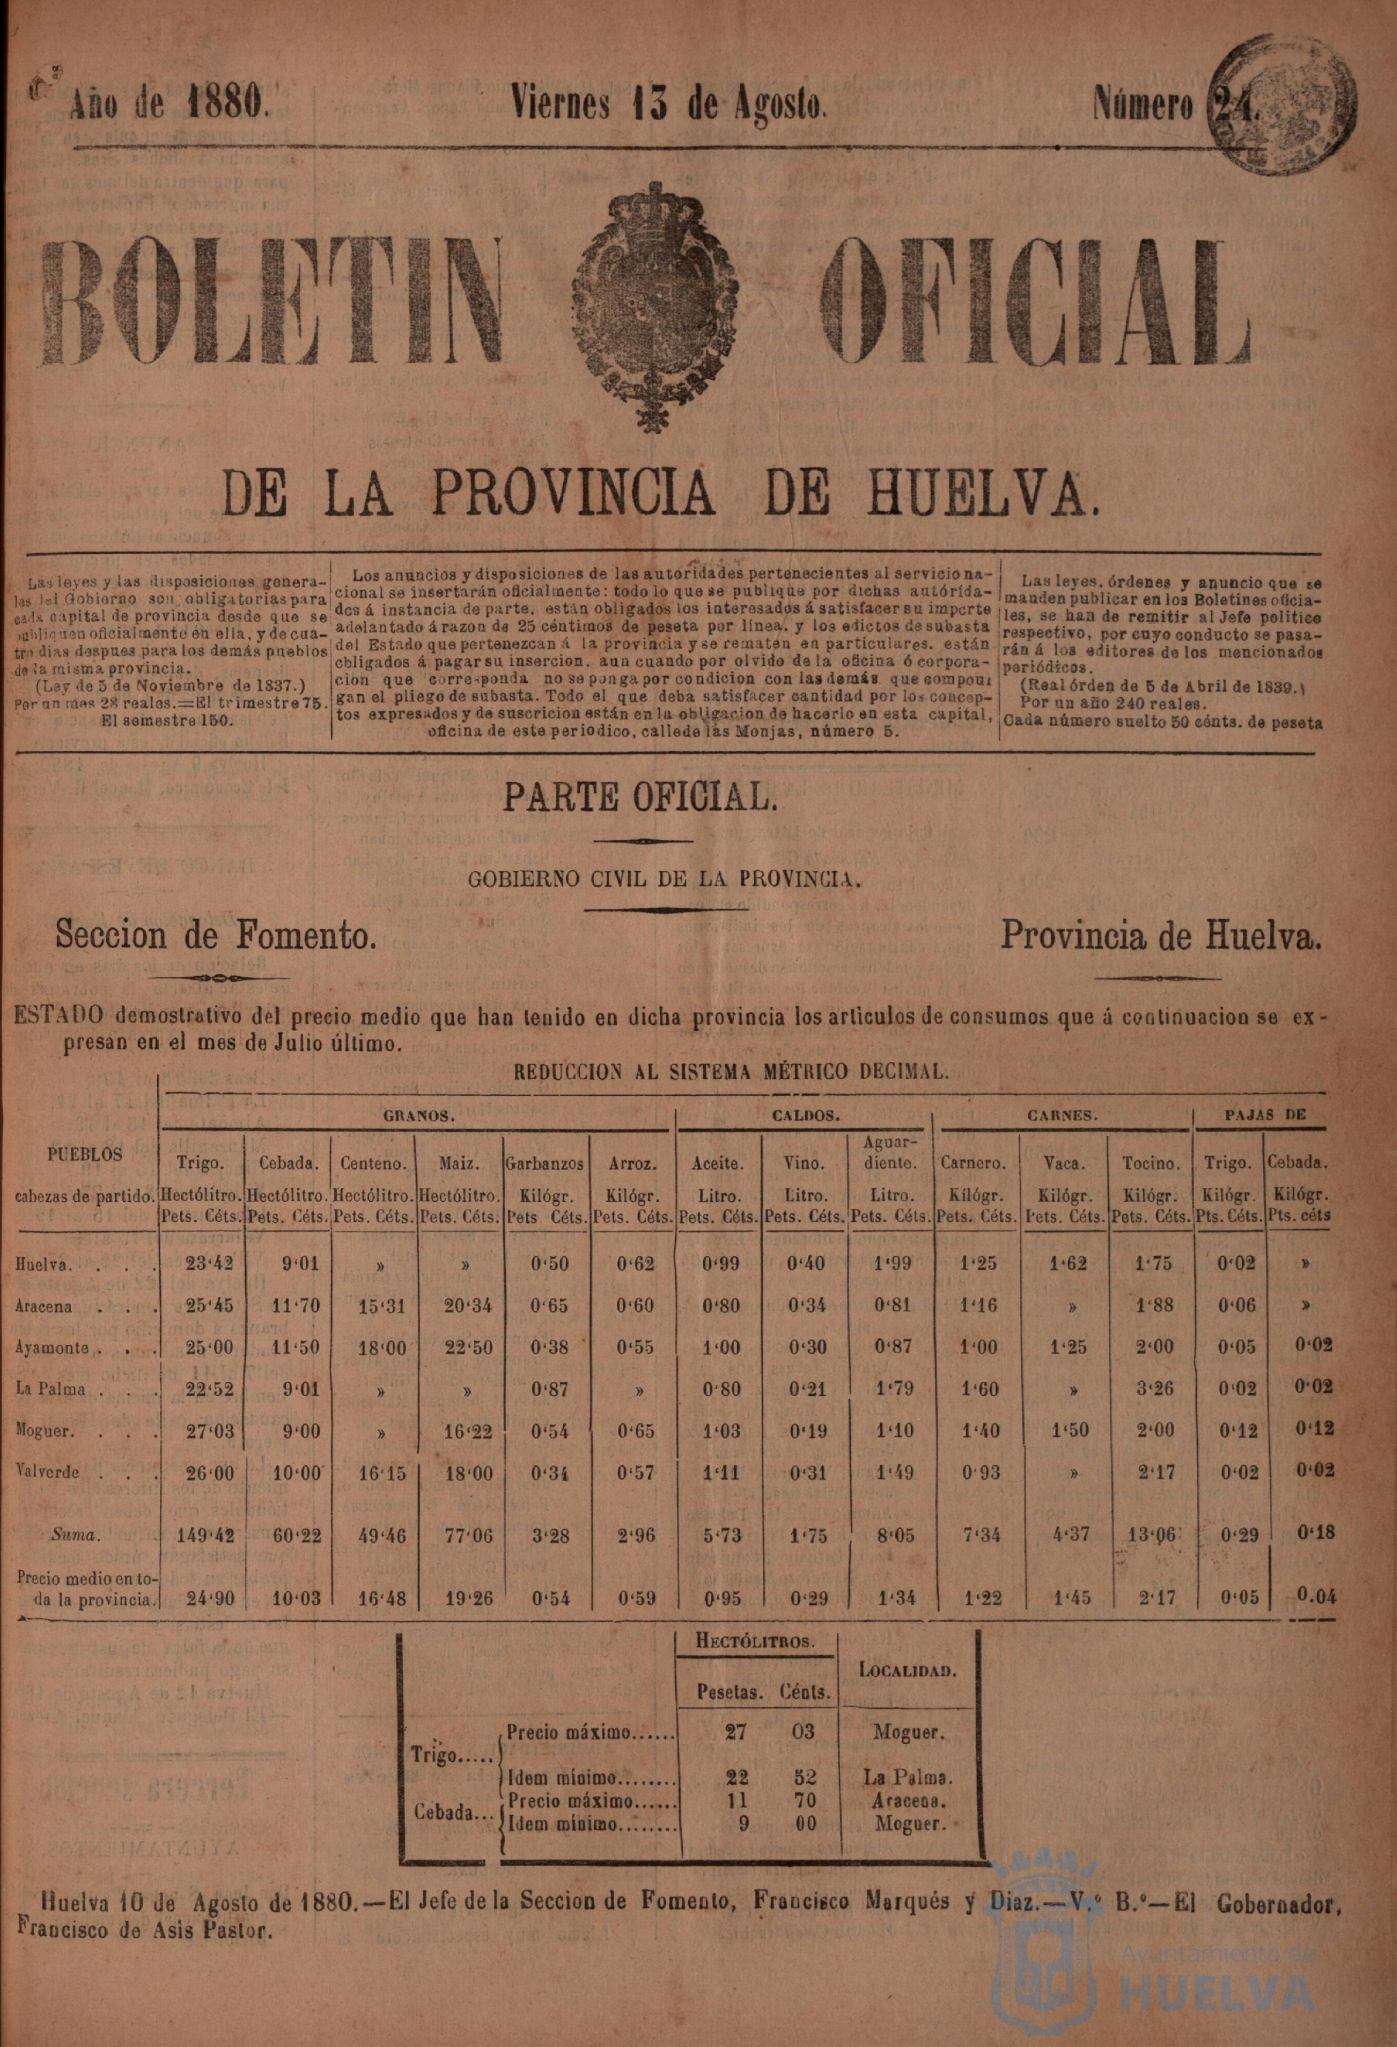 Año de 1880. Viernes 13 de Agosto. Número 24.
BOLETIN OFICIAL
DE LA PROVINCIA DE HUELVA.
Las leyes y las disposiciones genera-
les del Gobierno son obligatorias para
cada capital de provincia desde que se
publiquen oficialmente en ella, y de cua-
tro dias despues para los demás pueblos
de la misma provincia.
(Ley de 5 de Noviembre de 1837.)
Por un mes 28 reales.=El trimestre 75.
El semestre 150.
Los anuncios y disposiciones de las autoridades pertenecientes al servicio na-
cional se insertarán oficialmente: todo lo que se publique por dichas autórida-
des á instancia de parte, están obligados los interesados á satisfacer su imperte
adelantado á razon de 25 céntimos de peseta por línea, y los edictos de subasta
del Estado que pertenezcan á la provincia y se rematen en particulares, están
obligados á pagar su insercion, aun cuando por olvido de la oficina ó corpora-
cion que corresponda no se ponga por condicion con las demás que compon
gan el pliego de subasta. Todo el que deba satisfacer cantidad por los concep-
tos expresados y de suscricion están en la obligacion de hacerlo en esta capital,
oficina de este periodico, calle de las Monjas, número 5.
Las leyes, órdenes y anuncio que se
manden publicar en los Boletines oficia-
les, se han de remitir al Jefe politico
respectivo, por cuyo conducto se pasa-
rán á los editores de los mencionados
periódicos.
(Real órden de 5 de Abril de 1839.)
Por un año 240 reales.
Cada número suelto 50 cénts. de peseta
PARTE OFICIAL.
GOBIERNO CIVIL DE LA PROVINCIA.
Seccion de Fomento. Provincia de Huelva.
ESTADO demostrativo del precio medio que han tenido en dicha provincia los articulos de consumos que á continuacion se ex-
presan en el mes de Julio último.
REDUCCION AL SISTEMA MÉTRICO DECIMAL.
GRANOS. CALDOS. CARNES. PAJAS DE
PUEBLOS
cabezas de partido.
Trigo. Cebada. Centeno. Maiz. Garbanzos Arroz. Aceite. Vino. Aguar-
diente. Carnero. Vaca. Tocino. Trigo. Cebada.
Hectólitro. Hectólitro. Hectólitro. Hectólitro. Kilógr. Kilógr. Litro. Litro. Litro. Kilógr. Kilógr. Kilógr. Kilógr. Kilógr.
Pets. Céts. Pets. Céts. Pets. Céts. Pets. Céts. Pets Céts. Pets. Céts. Pets. Céts. Pets. Céts. Pets. Céts. Pets. Céts. Pets. Céts. Pets. Céts. Pts. Céts. Pts. céts
Huelva. . . . 23‘42 9‘01 » » 0‘50 0‘62 0‘99 0‘40 1‘99 1‘25 1‘62 1‘75 0‘02 »
Aracena . . . 25‘45 11‘70 15‘31 20‘34 0‘65 0‘60 0‘80 0‘34 0‘81 1‘16 » 1‘88 0‘06 »
Ayamonte . . . 25‘00 11‘50 18‘00 22‘50 0‘38 0‘55 1‘00 0‘30 0‘87 1‘00 1‘25 2‘00 0‘05 0‘02
La Palma . . . 22‘52 9‘01 » » 0‘87 » 0‘80 0‘21 1‘79 1‘60 » 3‘26 0‘02 0‘02
Moguer. . . . 27‘03 9‘00 » 16‘22 0‘54 0‘65 1‘03 0‘19 1‘10 1‘40 1‘50 2‘00 0‘12 0‘12
Valverde . . . 26‘00 10‘00 16‘15 18‘00 0‘34 0‘57 1‘11 0‘31 1‘49 0‘93 » 2‘17 0‘02 0‘02
Suma. . 149‘42 60‘22 49‘46 77‘06 3‘28 2‘96 5‘73 1‘75 8‘05 7‘34 4‘37 13‘06 0‘29 0‘18
Precio medio en to-
da la provincia. 24‘90 10‘03 16‘48 19‘26 0‘54 0‘59 0‘95 0‘29 1‘34 1‘22 1‘45 2‘17 0‘05 0.04
HECTÓLITROS.
LOCALIDAD.
Pesetas. Cénts.
Precio máximo...... 27 03 Moguer.
Trigo.....
Idem mínimo........ 22 52 La Palma.
Precio máximo...... 11 70 Aracena.
Cebada...
Idem mínimo........ 9 00 Moguer.
Huelva 10 de Agosto de 1880.—El Jefe de la Seccion de Fomento, Francisco Marqués y Diaz.—V.º B.º—El Gobernador,
Francisco de Asis Pastor.
Ayuntamiento de
HUELVA